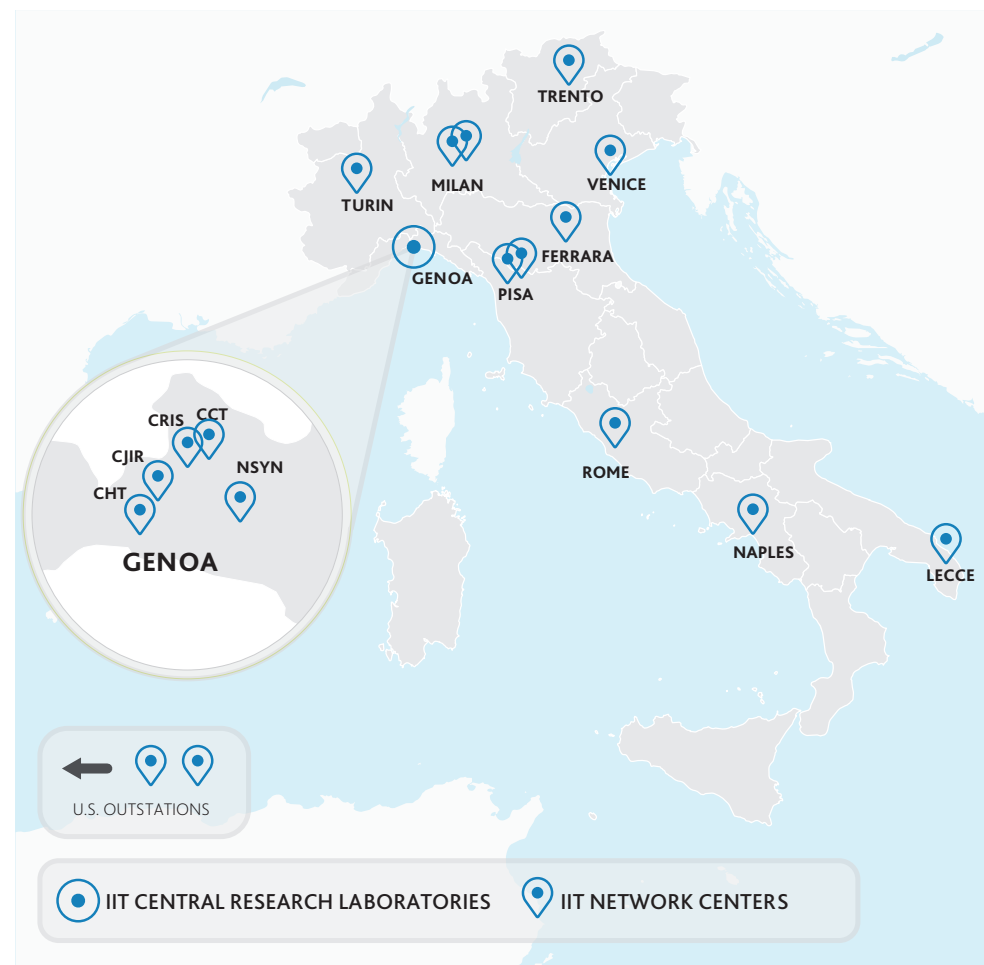 TRENTO
MILAN
VENICE
TURIN
FERRARA
GENOA
PISA
CRIS
CCT
CJIR
NSYN
CHT
GENOA
ROME
NAPLES
LECCE
U.S. OUTSTATIONS
IIT CENTRAL RESEARCH LABORATORIES
IIT NETWORK CENTERS